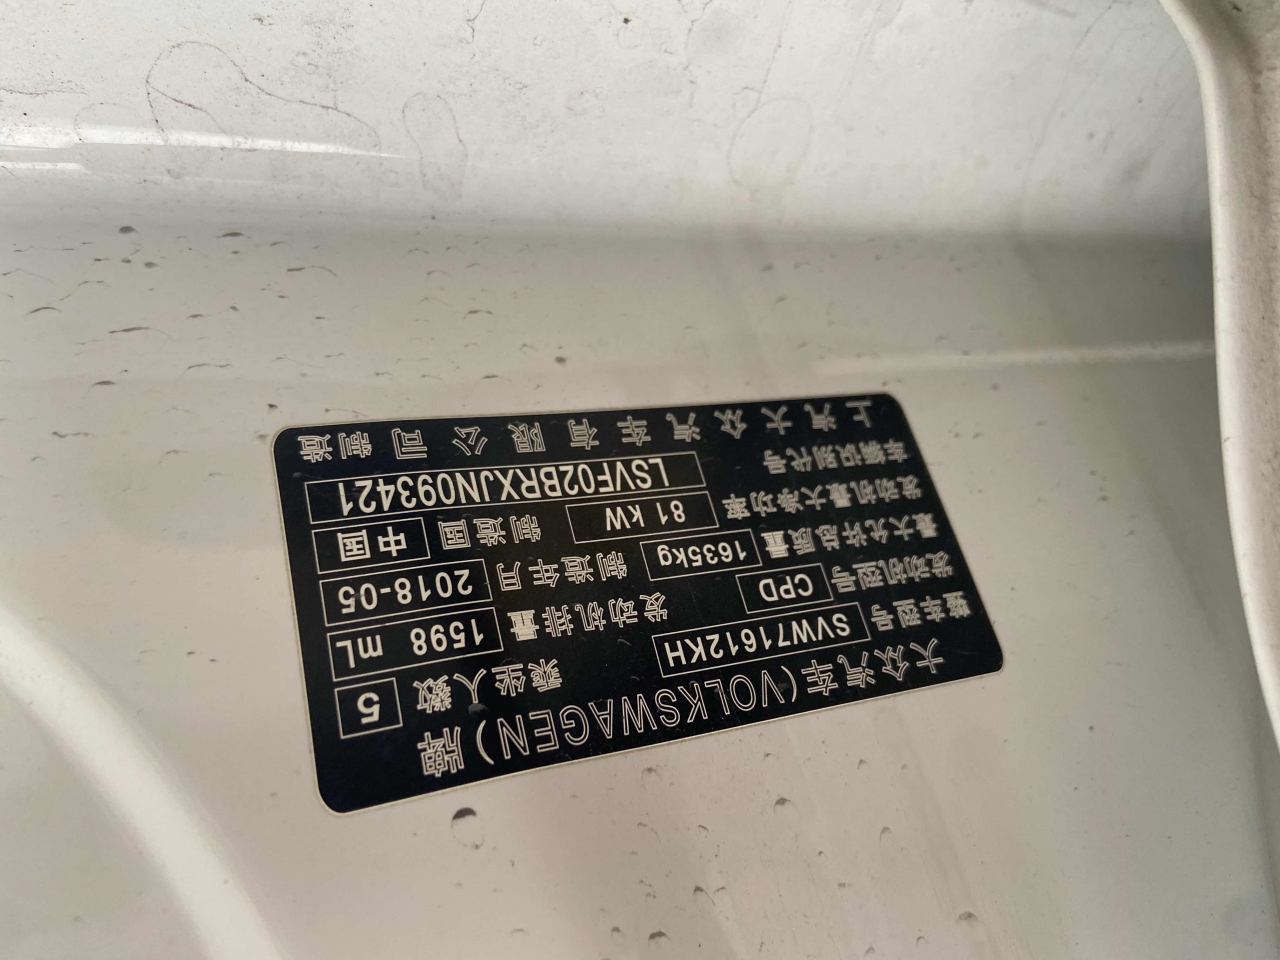 大众汽车(VOLKSWAGEN)牌
整车型号 SVW71612KH 乘坐人数 5
发动机型号 CPD 发动机排量 1598 mL
最大允许总质量 1635kg 制造年月 2018-05
发动机最大净功率 81 kW 制造国 中国
车辆识别代号 LSVF02BRXJN093421
上汽大众汽车有限公司 制造